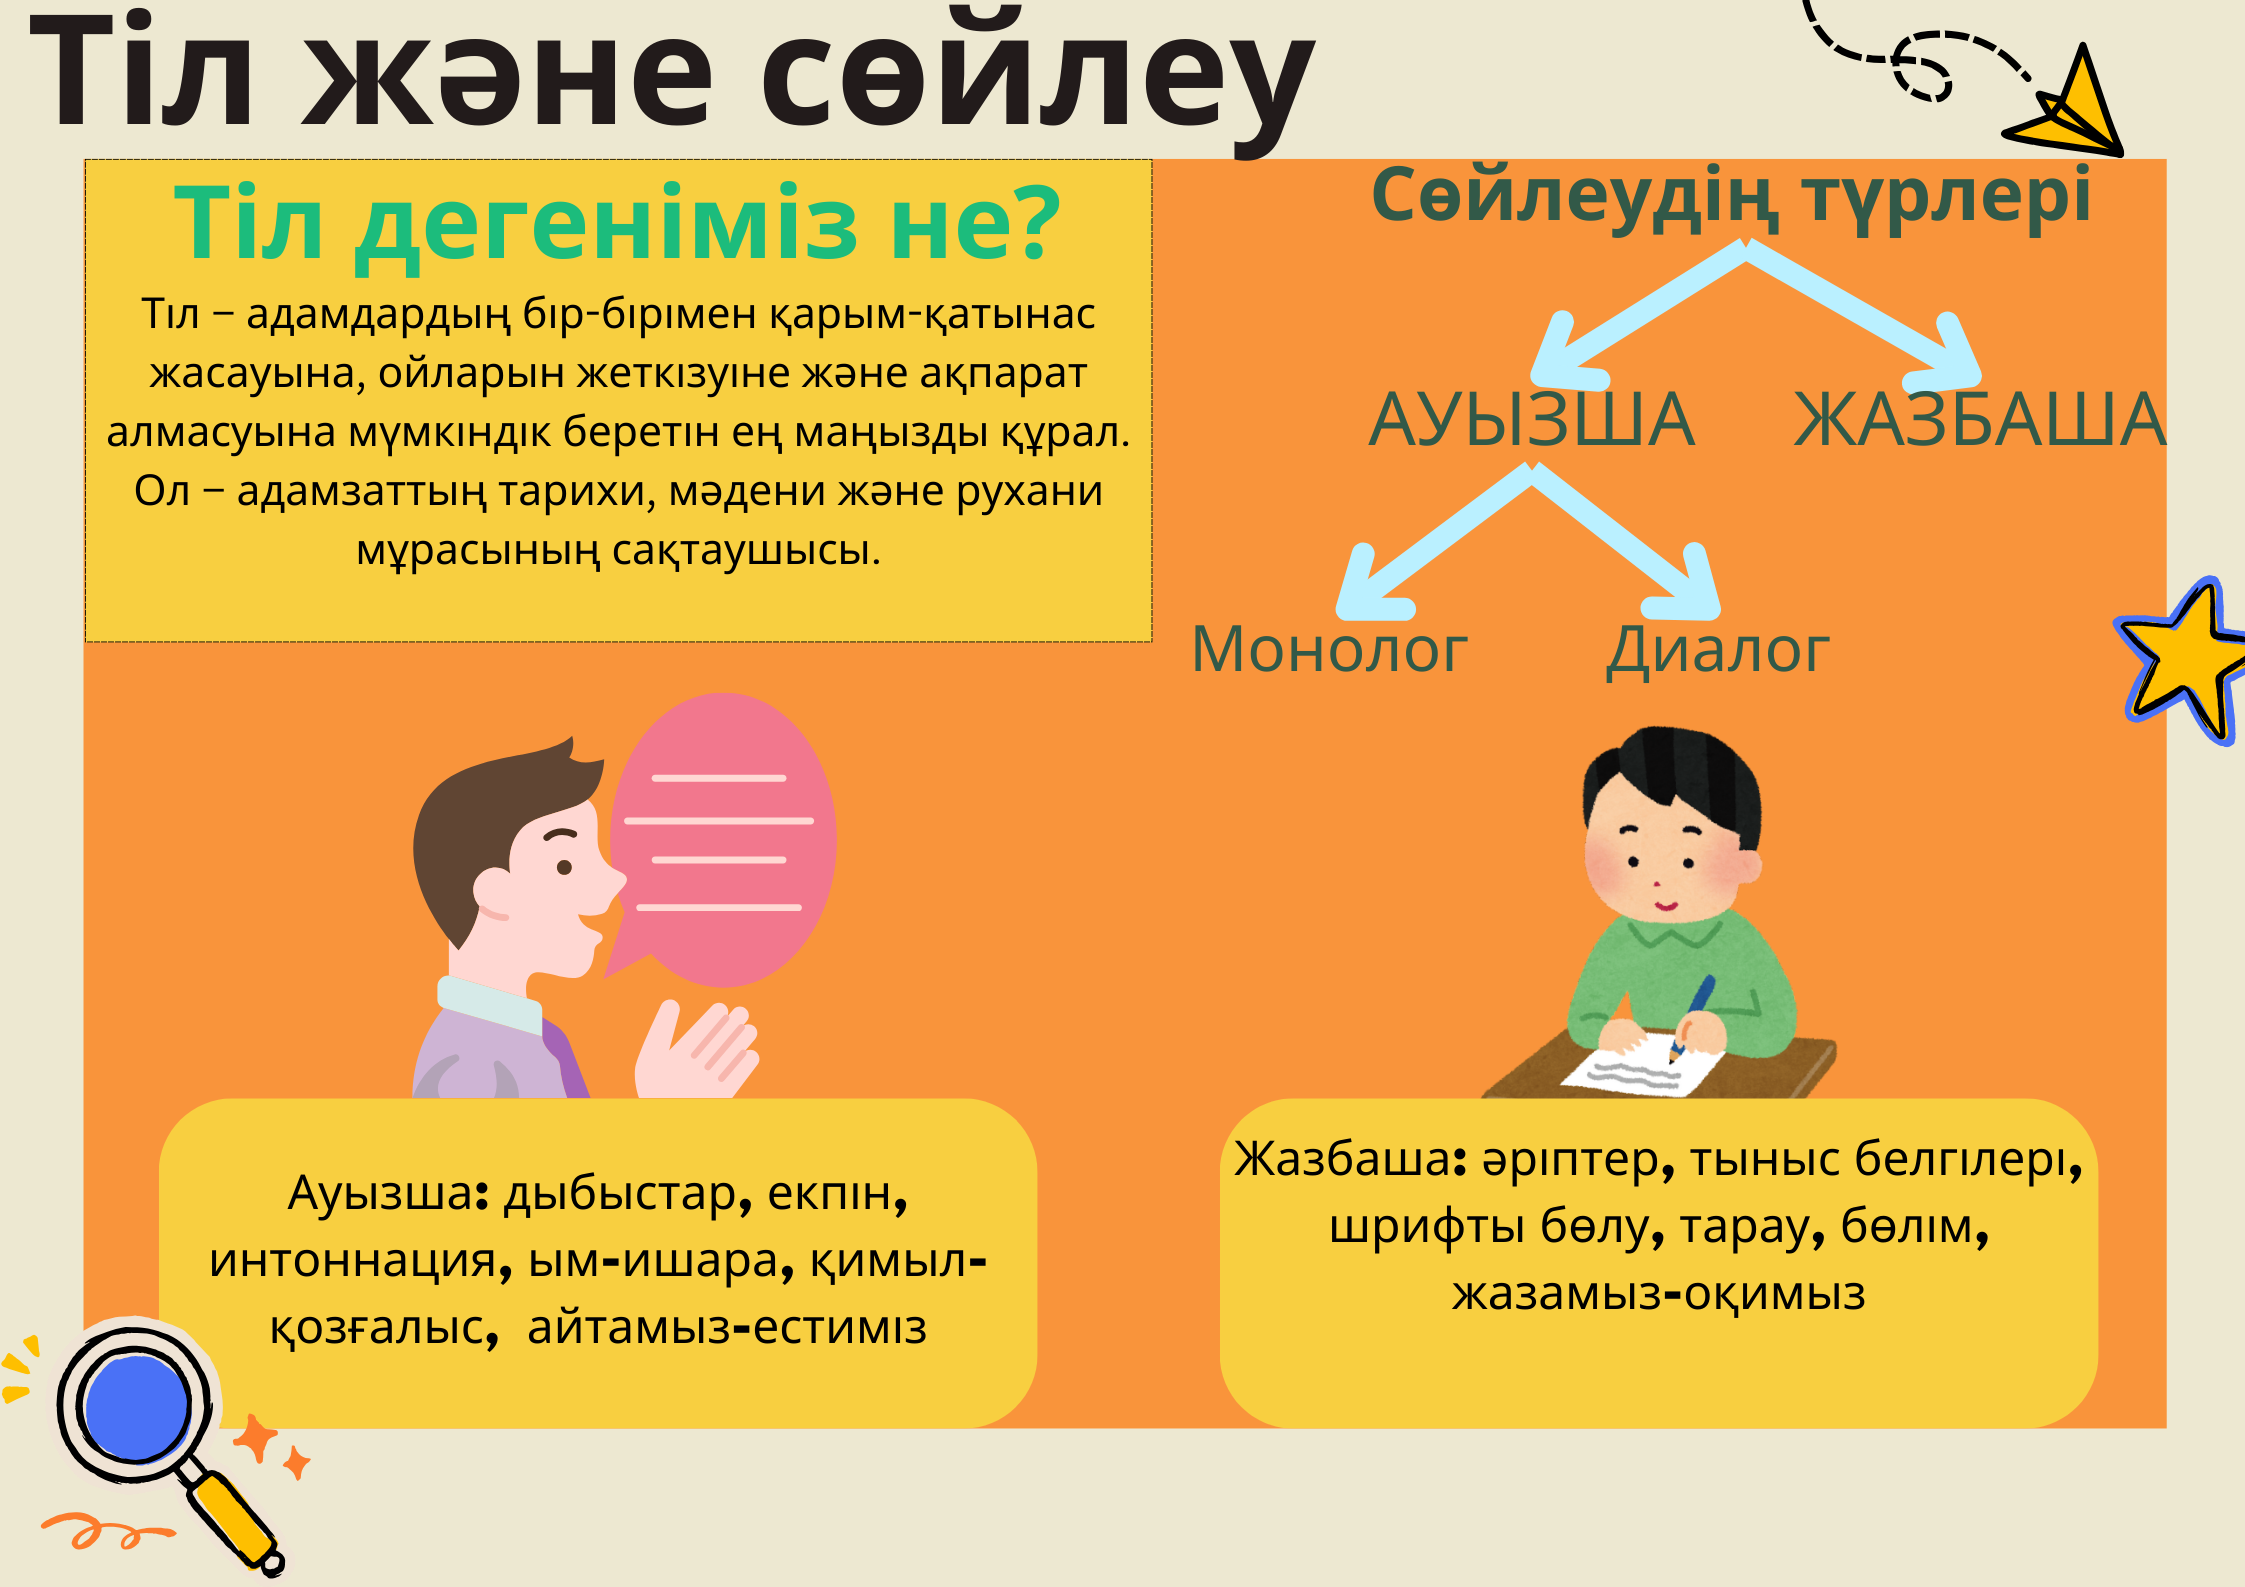 Тіл және сөйлеу
Тіл дегеніміз не?
Тіл – адамдардың бір-бірімен қарым-қатынас
жасауына, ойларын жеткізуіне және ақпарат
алмасуына мүмкіндік беретін ең маңызды құрал.
Ол – адамзаттың тарихи, мәдени және рухани
мұрасының сақтаушысы.
Сөйлеудің түрлері
АУЫЗША
ЖАЗБАША
Монолог
Диалог
Ауызша: дыбыстар, екпін,
интоннация, ым-ишара, қимыл-
қозғалыс, айтамыз-естиміз
Жазбаша: әріптер, тыныс белгілері,
шрифты бөлу, тарау, бөлім,
жазамыз-оқимыз